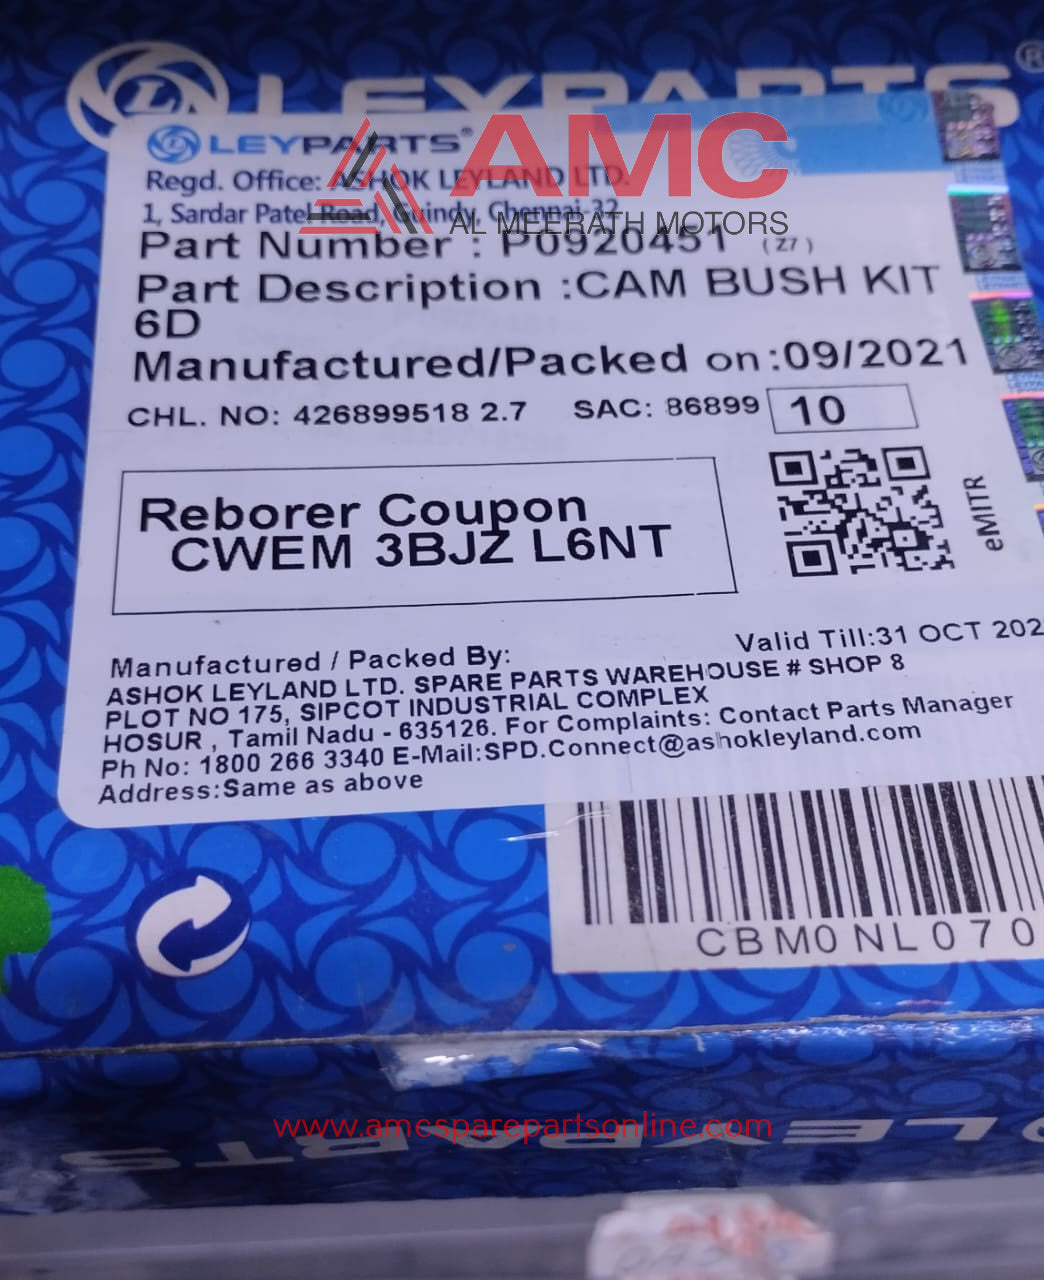 LEYPARTS®
LEYPARTS®
AMC
AL MEERATH MOTORS
Regd. Office: ASHOK LEYLAND LTD.
1, Sardar Patel Road, Guindy, Chennai-32
Part Number : P0920451 (Z7)
Part Description :CAM BUSH KIT
6D
Manufactured/Packed on:09/2021
CHL. NO: 426899518 2.7 SAC: 86899 10
Reborer Coupon
CWEM 3BJZ L6NT
eMITR
Valid Till:31 OCT 202
Manufactured / Packed By:
ASHOK LEYLAND LTD. SPARE PARTS WAREHOUSE # SHOP 8
PLOT NO 175, SIPCOT INDUSTRIAL COMPLEX
HOSUR , Tamil Nadu - 635126. For Complaints: Contact Parts Manager
Ph No: 1800 266 3340 E-Mail:SPD.Connect@ashokleyland.com
Address:Same as above
CBM0NL070
www.amcsparepartsonline.com
LEYPARTS